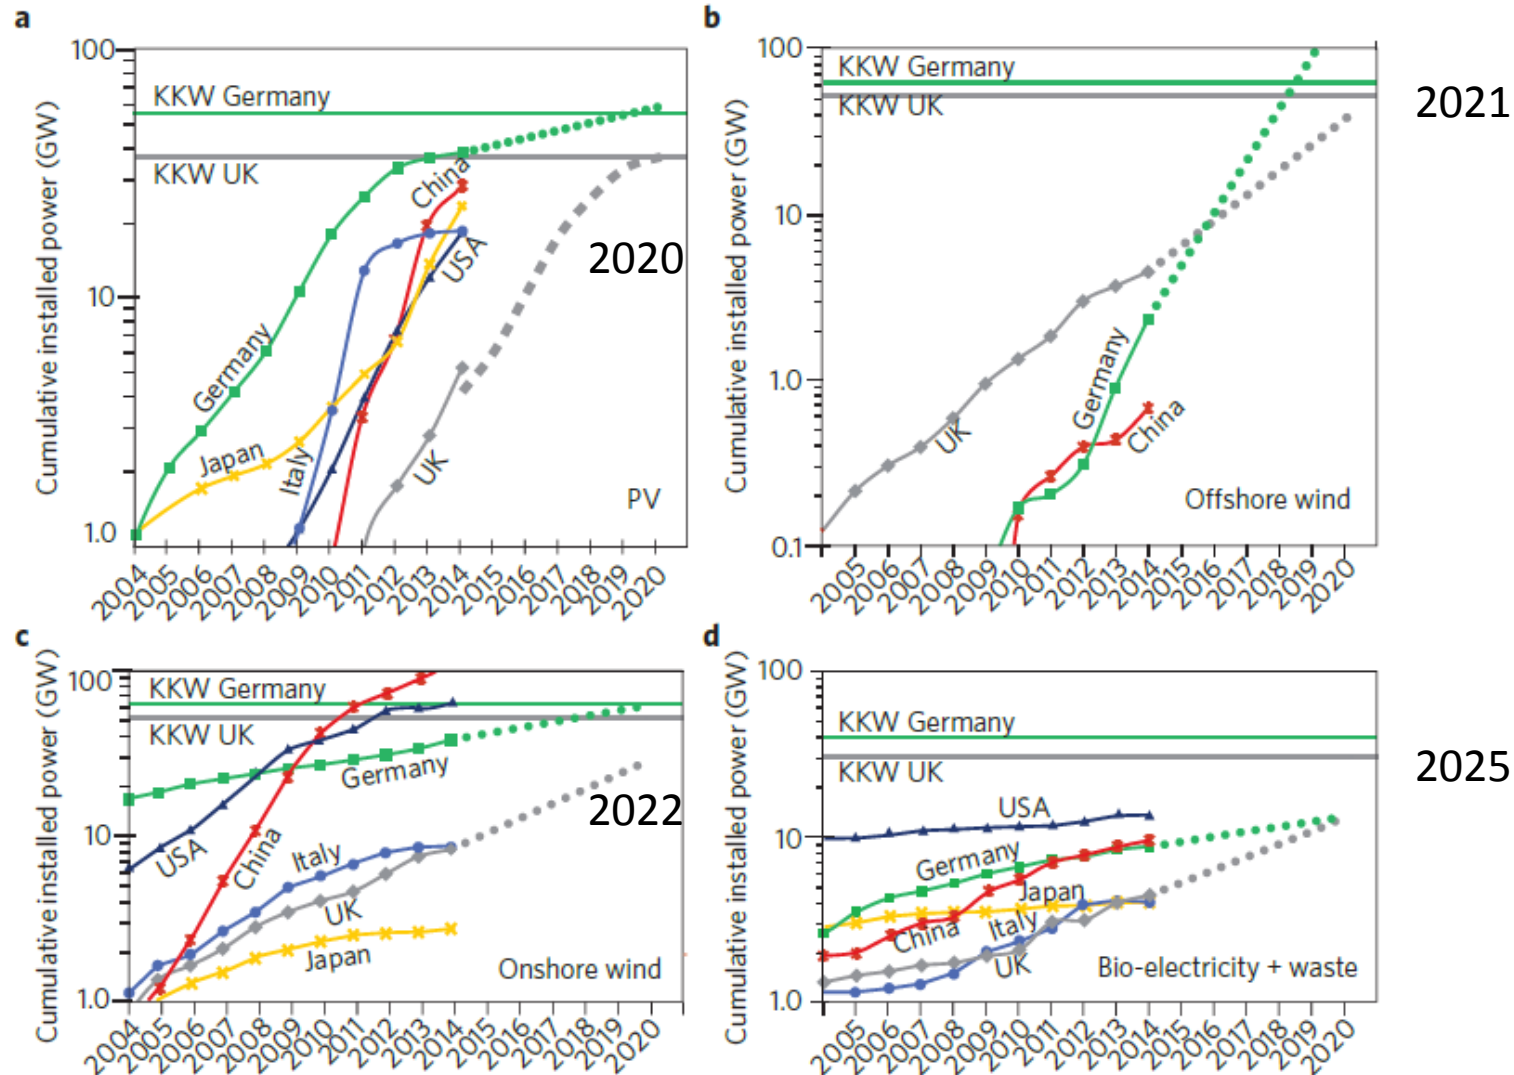 a
Cumulative installed power (GW)
100
10
1.0
KKW Germany
KKW UK
Germany
Japan
Italy
China
USA
UK
2020
PV
2004 2005 2006 2007 2008 2009 2010 2011 2012 2013 2014 2015 2016 2017 2018 2019 2020
b
Cumulative installed power (GW)
100
10
1.0
0.1
KKW Germany
KKW UK
UK
Germany
China
Offshore wind
2005 2006 2007 2008 2009 2010 2011 2012 2013 2014 2015 2016 2017 2018 2019 2020
2021
c
Cumulative installed power (GW)
100
10
1.0
KKW Germany
KKW UK
Germany
USA
China
Italy
UK
Japan
2022
Onshore wind
2004 2005 2006 2007 2008 2009 2010 2011 2012 2013 2014 2015 2016 2017 2018 2019 2020
d
Cumulative installed power (GW)
100
10
1.0
KKW Germany
KKW UK
USA
Germany
Japan
China
Italy
UK
Bio-electricity + waste
2005 2006 2007 2008 2009 2010 2011 2012 2013 2014 2015 2016 2017 2018 2019 2020
2025